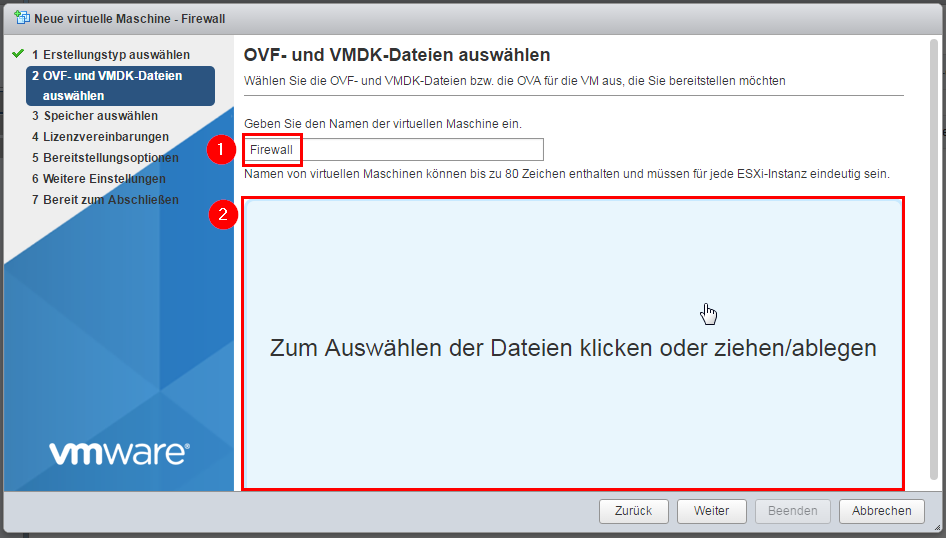 Neue virtuelle Maschine - Firewall
1 Erstellungstyp auswählen
2 OVF- und VMDK-Dateien
auswählen
3 Speicher auswählen
4 Lizenzvereinbarungen
5 Bereitstellungsoptionen
6 Weitere Einstellungen
7 Bereit zum Abschließen
vmware®
OVF- und VMDK-Dateien auswählen
Wählen Sie die OVF- und VMDK-Dateien bzw. die OVA für die VM aus, die Sie bereitstellen möchten
Geben Sie den Namen der virtuellen Maschine ein.
1
Firewall
Namen von virtuellen Maschinen können bis zu 80 Zeichen enthalten und müssen für jede ESXi-Instanz eindeutig sein.
2
Zum Auswählen der Dateien klicken oder ziehen/ablegen
Zurück
Weiter
Beenden
Abbrechen